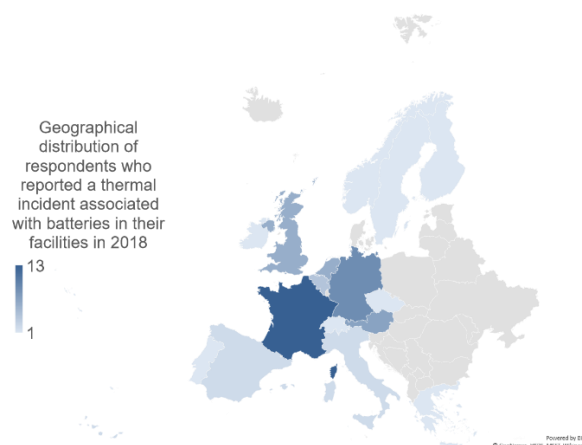 Geographical
distribution of
respondents who
reported a thermal
incident associated
with batteries in their
facilities in 2018
13
1
Powered by Bi